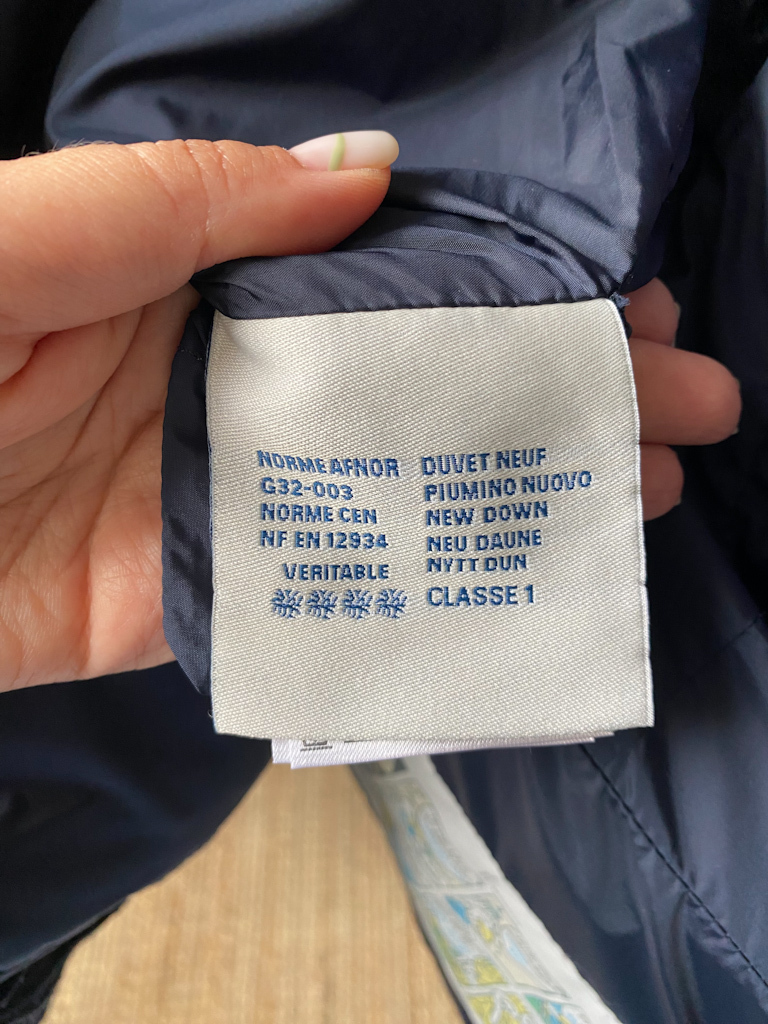 NORME AFNOR
G32-003
NORME CEN
NF EN 12934
VERITABLE
DUVET NEUF
PIUMINO NUOVO
NEW DOWN
NEU DAUNE
NYTT DUN
CLASSE 1